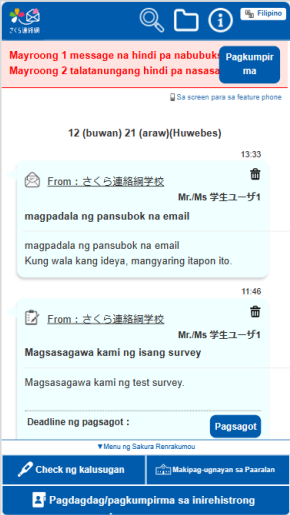 さくら連絡網
Filipino
Mayroong 1 message na hindi pa nabubuks
Mayroong 2 talatanungang hindi pa nasasa
Pagkumpir
ma
Sa screen para sa feature phone
12 (buwan) 21 (araw)(Huwebes)
13:33
From：さくら連絡綱学校
Mr./Ms 学生ユーザ1
magpadala ng pansubok na email
magpadala ng pansubok na email
Kung wala kang ideya, mangyaring itapon ito.
11:46
From：さくら連絡綱学校
Mr./Ms 学生ユーザ1
Magsasagawa kami ng isang survey
Magsasagawa kami ng test survey.
Deadline ng pagsagot：
Pagsagot
▼Menu ng Sakura Renrakumou
Check ng kalusugan
Makipag-ugnayan sa Paaralan
Pagdagdag/pagkumpirma sa inirehistrong